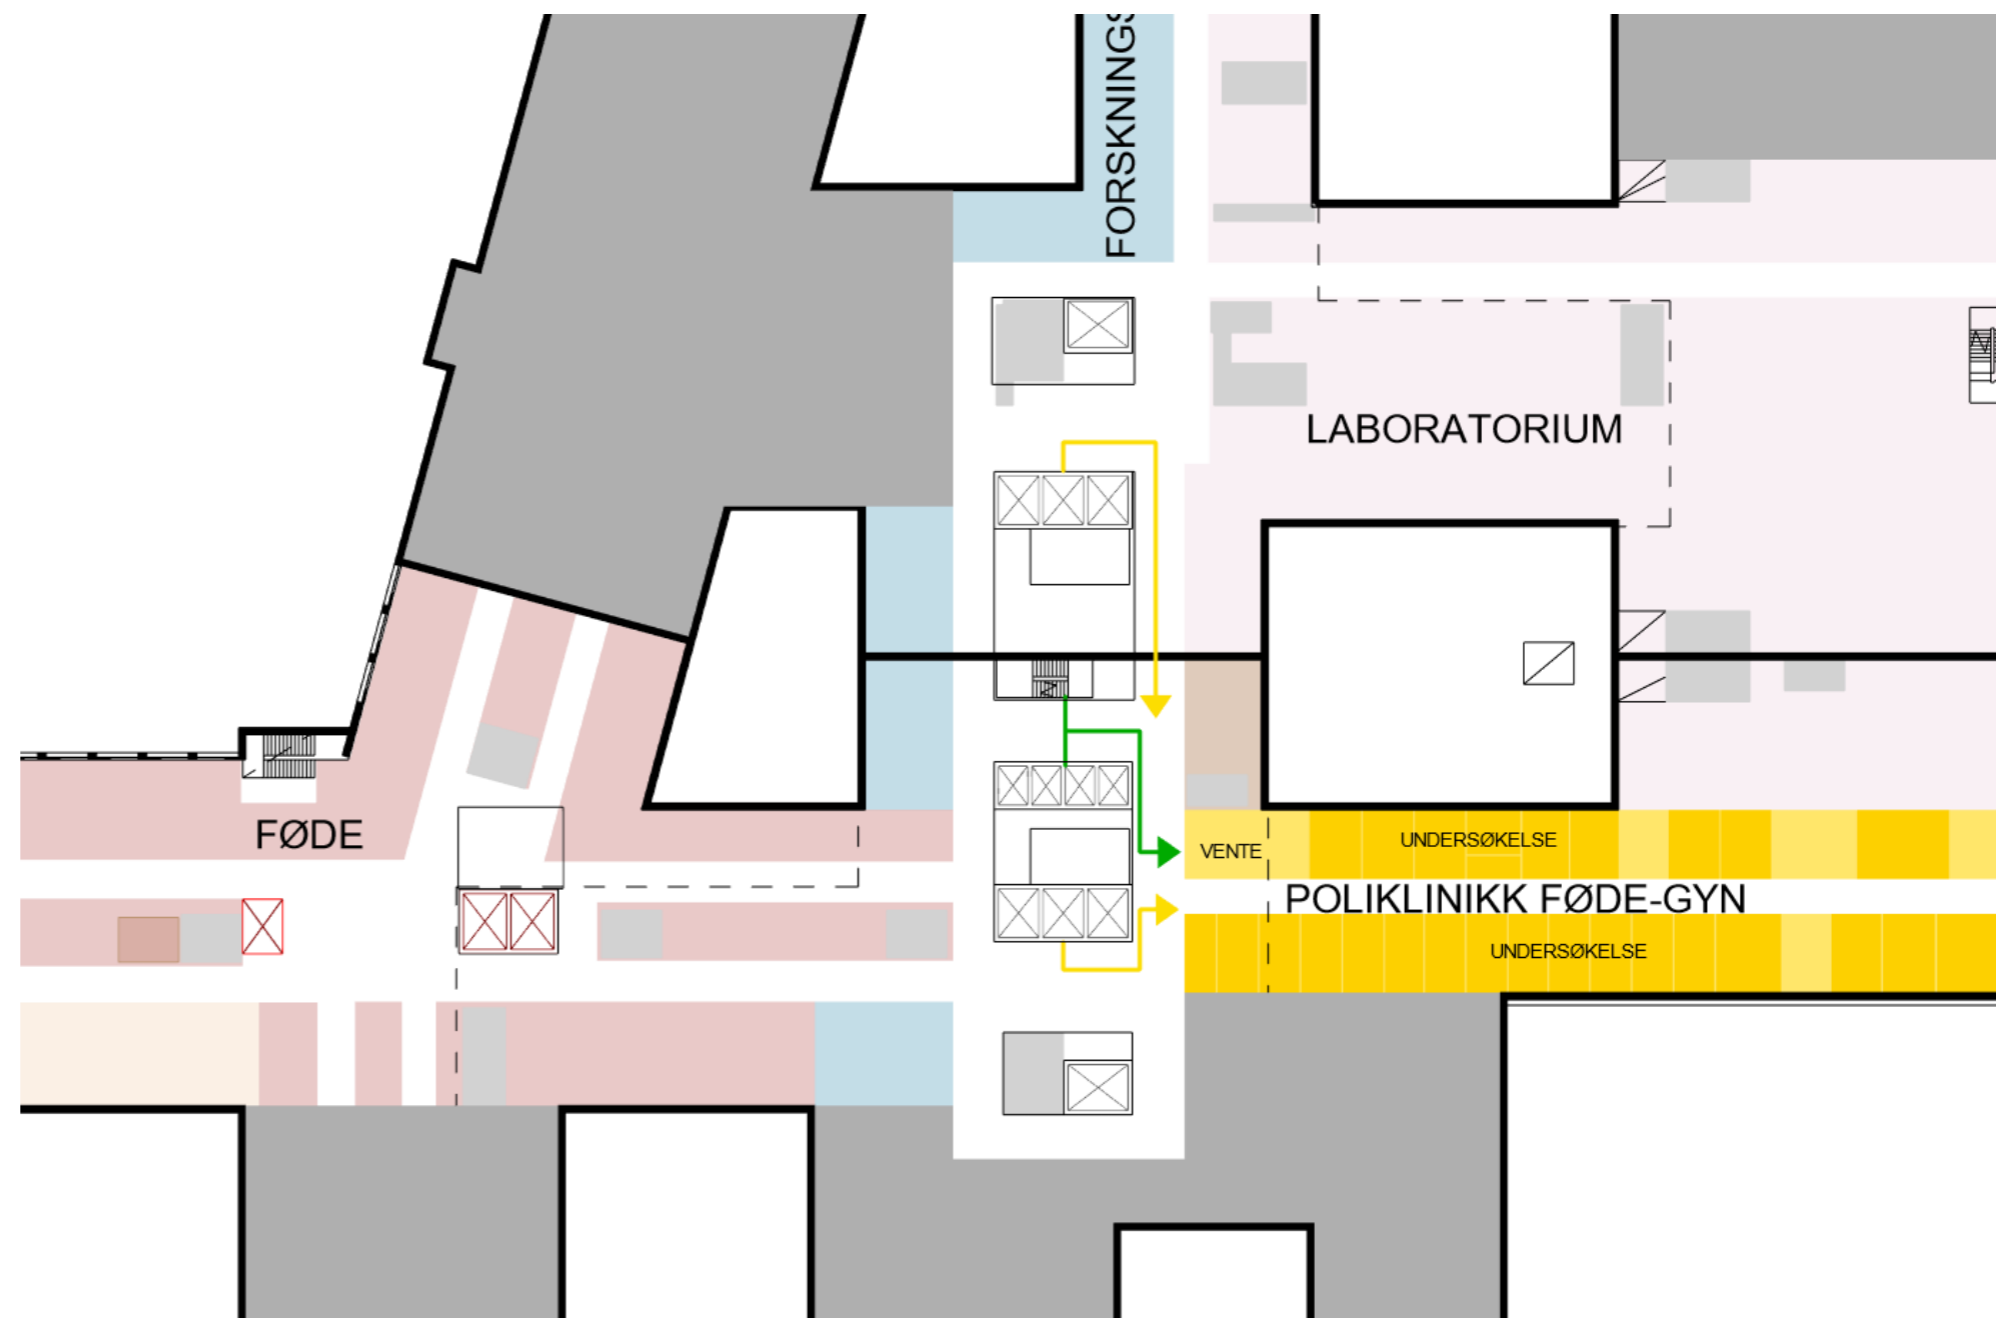 FORSKNINGS
LABORATORIUM
FØDE
UNDERSØKELSE
VENTE
POLIKLINIKK FØDE-GYN
UNDERSØKELSE